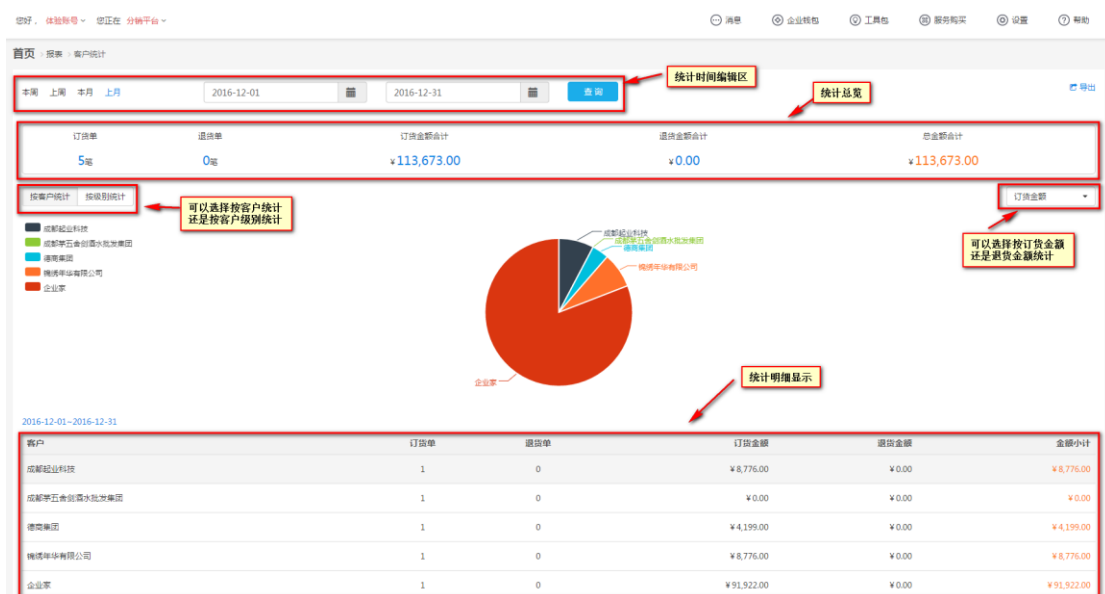 您好， 体验账号 您正在 分销平台
消息 企业钱包 工具包 服务购买 设置 帮助
首页 > 报表 > 客户统计
统计时间编辑区
本周 上周 本月 上月 2016-12-01 2016-12-31 查询
统计总览
导出
订货单 退货单 订货金额合计 退货金额合计 总金额合计
5笔 0笔 ¥113,673.00 ¥0.00 ¥113,673.00
按客户统计 按级别统计
可以选择按客户统计
还是按客户级别统计
订货金额
可以选择按订货金额
还是退货金额统计
成都起业科技
成都茅五舍剑酒水批发集团
德商集团
锦绣年华有限公司
企业家
成都起业科技
成都茅五舍剑酒水批发集团
德商集团
锦绣年华有限公司
企业家
统计明细显示
2016-12-01~2016-12-31
客户 订货单 退货单 订货金额 退货金额 金额小计
成都起业科技 1 0 ¥8,776.00 ¥0.00 ¥8,776.00
成都茅五舍剑酒水批发集团 1 0 ¥0.00 ¥0.00 ¥0.00
德商集团 1 0 ¥4,199.00 ¥0.00 ¥4,199.00
锦绣年华有限公司 1 0 ¥8,776.00 ¥0.00 ¥8,776.00
企业家 1 0 ¥91,922.00 ¥0.00 ¥91,922.00